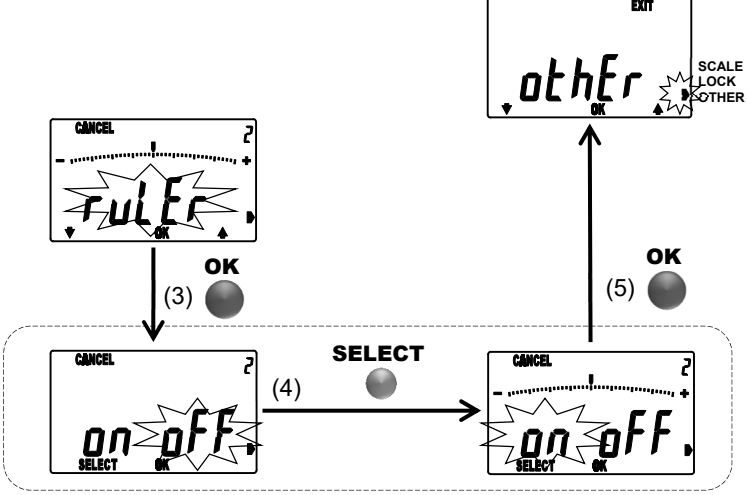 EXIT
othEr
SCALE
LOCK
OTHER
OK
CANCEL 2
- +
rulEr
OK
OK
(3)
OK
(5)
CANCEL 2
on oFF
SELECT OK
SELECT
(4)
CANCEL 2
- +
on oFF
SELECT OK